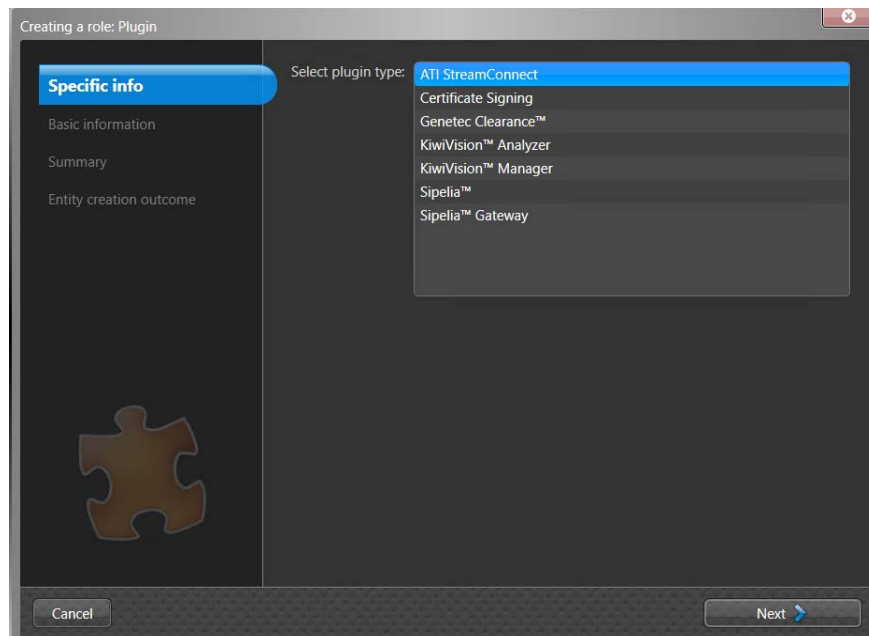 Creating a role: Plugin
Specific info
Basic information
Summary
Entity creation outcome
Select plugin type:
ATI StreamConnect
Certificate Signing
Genetec Clearance™
KiwiVision™ Analyzer
KiwiVision™ Manager
Sipelia™
Sipelia™ Gateway
Cancel
Next